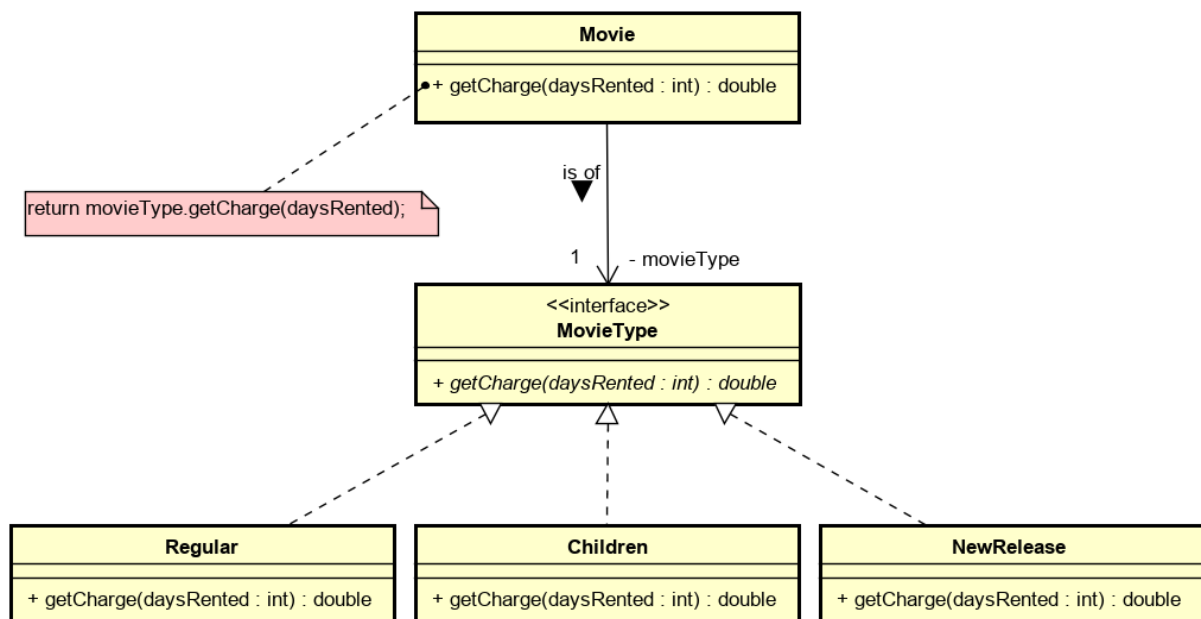 Movie
+ getCharge(daysRented : int) : double
is of
return movieType.getCharge(daysRented);
1
- movieType
<<interface>>
MovieType
+ getCharge(daysRented : int) : double
Regular
+ getCharge(daysRented : int) : double
Children
+ getCharge(daysRented : int) : double
NewRelease
+ getCharge(daysRented : int) : double